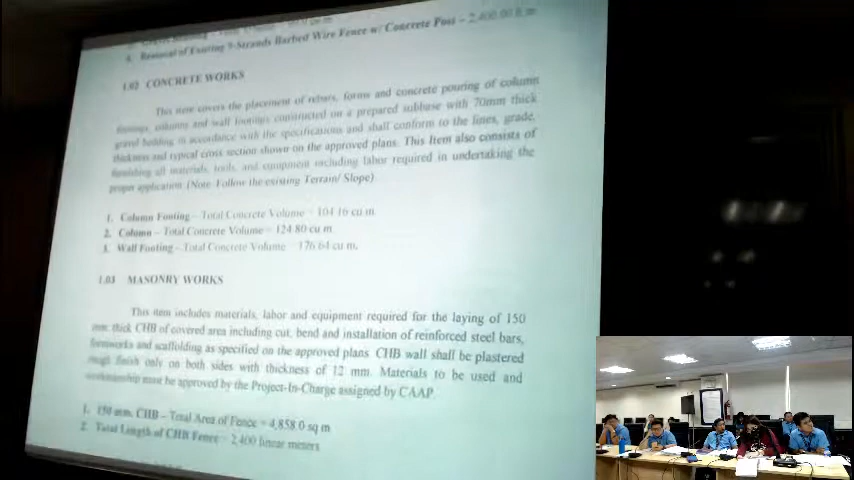 9. Removal of Existing 9-Strands Barbed Wire Fence w/ Concrete Post – 2,400.00 ln m
1.02 CONCRETE WORKS
This item covers the placement of rebars, forms and concrete pouring of column
footings, columns and wall footings constructed on a prepared subbase with 70mm thick
gravel bedding in accordance with the specifications and shall conform to the lines, grade,
thickness and typical cross section shown on the approved plans. This Item also consists of
furnishing all materials, tools, and equipment including labor required in undertaking the
proper application. (Note: Follow the existing Terrain/ Slope)
1. Column Footing – Total Concrete Volume = 104.16 cu m.
2. Column – Total Concrete Volume = 124.80 cu m
3. Wall Footing – Total Concrete Volume = 176.64 cu m.
1.03 MASONRY WORKS
This item includes materials, labor and equipment required for the laying of 150
mm. thick CHB of covered area including cut, bend and installation of reinforced steel bars,
formworks and scaffolding as specified on the approved plans. CHB wall shall be plastered
rough finish only on both sides with thickness of 12 mm. Materials to be used and
workmanship must be approved by the Project-In-Charge assigned by CAAP.
1. 150 mm. CHB – Total Area of Fence = 4,858.0 sq m
2. Total Length of CHB Fence = 2,400 linear meters